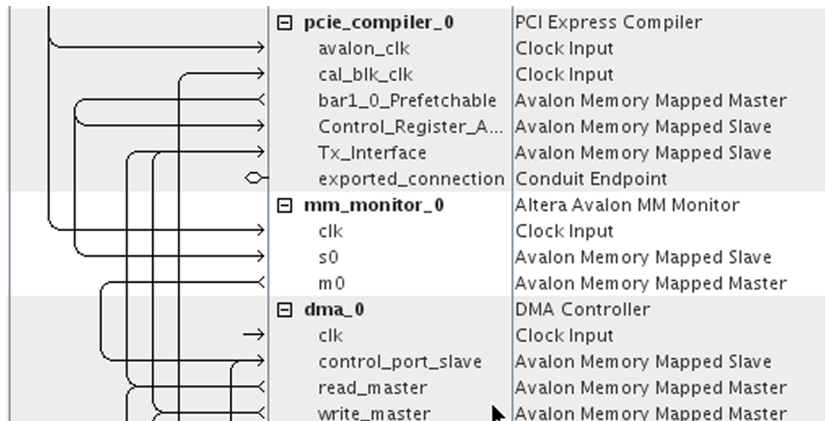 pcie_compiler_0 PCI Express Compiler
avalon_clk Clock Input
cal_blk_clk Clock Input
bar1_0_Prefetchable Avalon Memory Mapped Master
Control_Register_A... Avalon Memory Mapped Slave
Tx_Interface Avalon Memory Mapped Slave
exported_connection Conduit Endpoint
mm_monitor_0 Altera Avalon MM Monitor
clk Clock Input
s0 Avalon Memory Mapped Slave
m0 Avalon Memory Mapped Master
dma_0 DMA Controller
clk Clock Input
control_port_slave Avalon Memory Mapped Slave
read_master Avalon Memory Mapped Master
write_master Avalon Memory Mapped Master